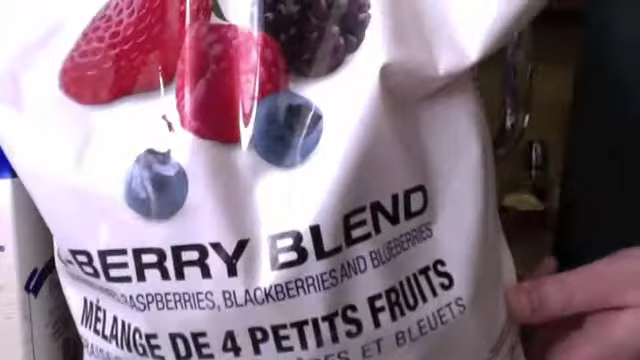 -BERRY BLEND
RASPBERRIES, BLACKBERRIES AND BLUEBERRIES
MÉLANGE DE 4 PETITS FRUITS
ET BLEUETS